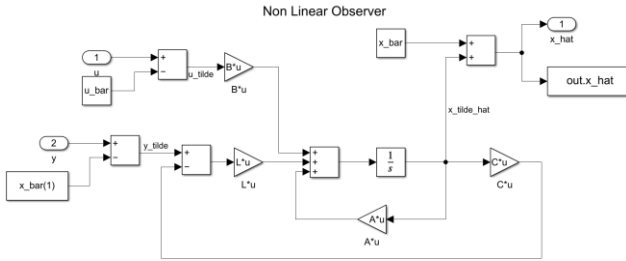 Non Linear Observer
1
u
+
−
u_bar
u_tilde
B*u
B*u
x_bar
+
+
1
x_hat
out.x_hat
x_tilde_hat
2
y
+
−
x_bar(1)
y_tilde
+
−
L*u
L*u
+
+
+
1
s
C*u
C*u
A*u
A*u